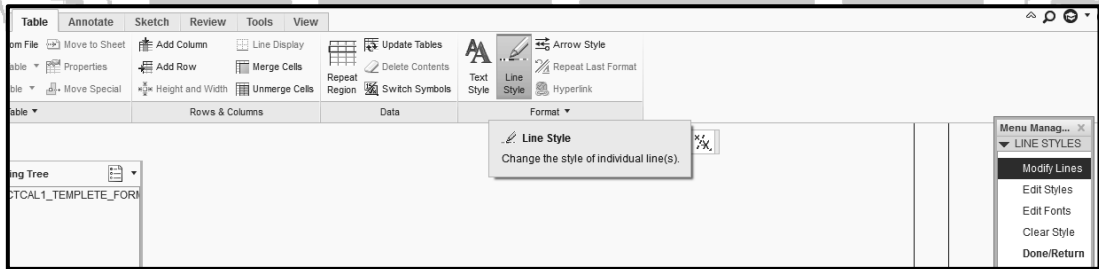 Table Annotate Sketch Review Tools View
om File Move to Sheet Add Column Line Display Update Tables Arrow Style
able Properties Add Row Merge Cells Delete Contents Repeat Last Format
ble Move Special Height and Width Unmerge Cells Repeat Region Switch Symbols Text Style Line Style Hyperlink
able Rows & Columns Data Format
Line Style
Change the style of individual line(s).
ing Tree
CTCAL1_TEMPLETE_FORM
Menu Manag...
LINE STYLES
Modify Lines
Edit Styles
Edit Fonts
Clear Style
Done/Return